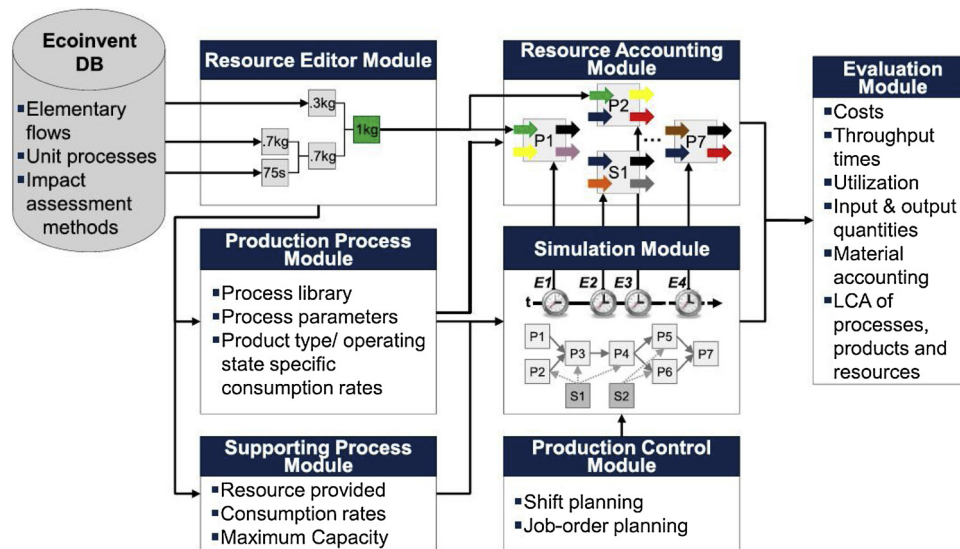 Ecoinvent
DB
▪Elementary
flows
▪Unit processes
▪Impact
assessment
methods
Resource Editor Module
.3kg
1kg
.7kg
.7kg
75s
Resource Accounting
Module
P2
P1
...
P7
S1
Evaluation
Module
▪Costs
▪Throughput
times
▪Utilization
▪Input & output
quantities
▪Material
accounting
▪LCA of
processes,
products and
resources
Production Process
Module
▪Process library
▪Process parameters
▪Product type/ operating
state specific
consumption rates
Simulation Module
E1 E2 E3 E4
t
P1 P5
P3 P4 P7
P2 P6
S1 S2
Supporting Process
Module
▪Resource provided
▪Consumption rates
▪Maximum Capacity
Production Control
Module
▪Shift planning
▪Job-order planning